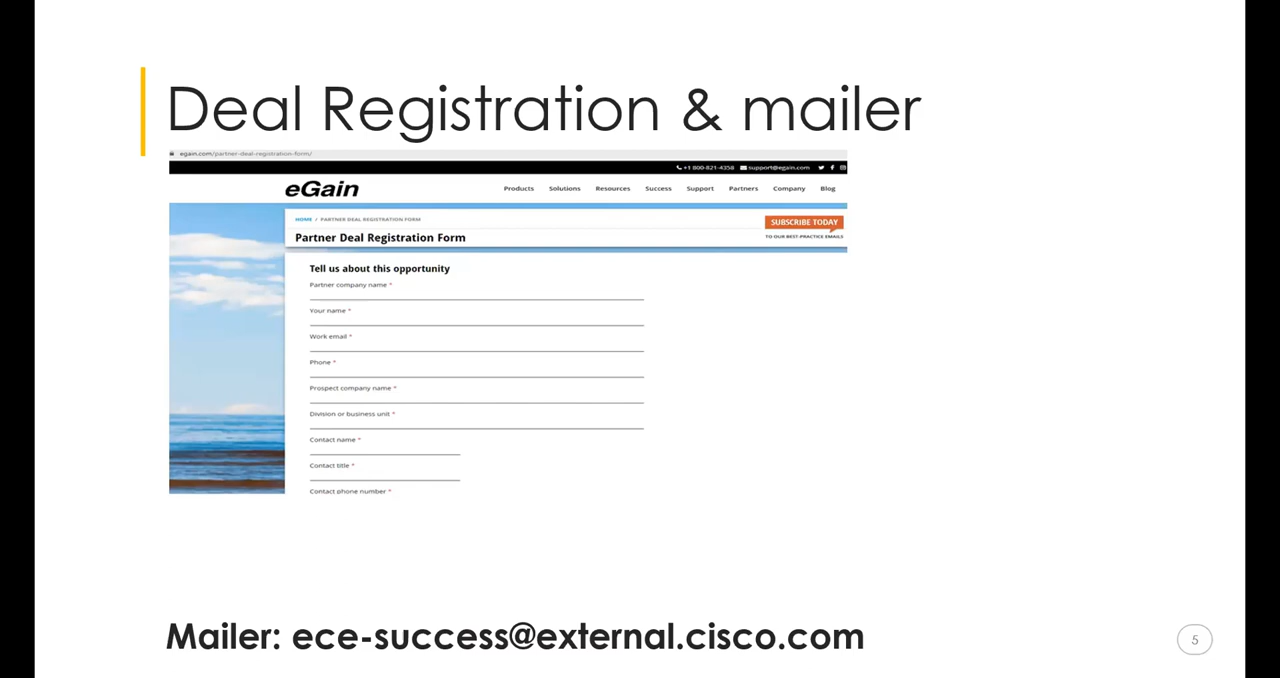 Deal Registration & mailer
egain.com/partner-deal-registration-form/
+1 800-821-4358 support@egain.com
eGain
Products Solutions Resources Success Support Partners Company Blog
HOME / PARTNER DEAL REGISTRATION FORM
SUBSCRIBE TODAY
Partner Deal Registration Form
TO OUR BEST-PRACTICE EMAILS
Tell us about this opportunity
Partner company name *
Your name *
Work email *
Phone *
Prospect company name *
Division or business unit *
Contact name *
Contact title *
Contact phone number *
Mailer: ece-success@external.cisco.com
5